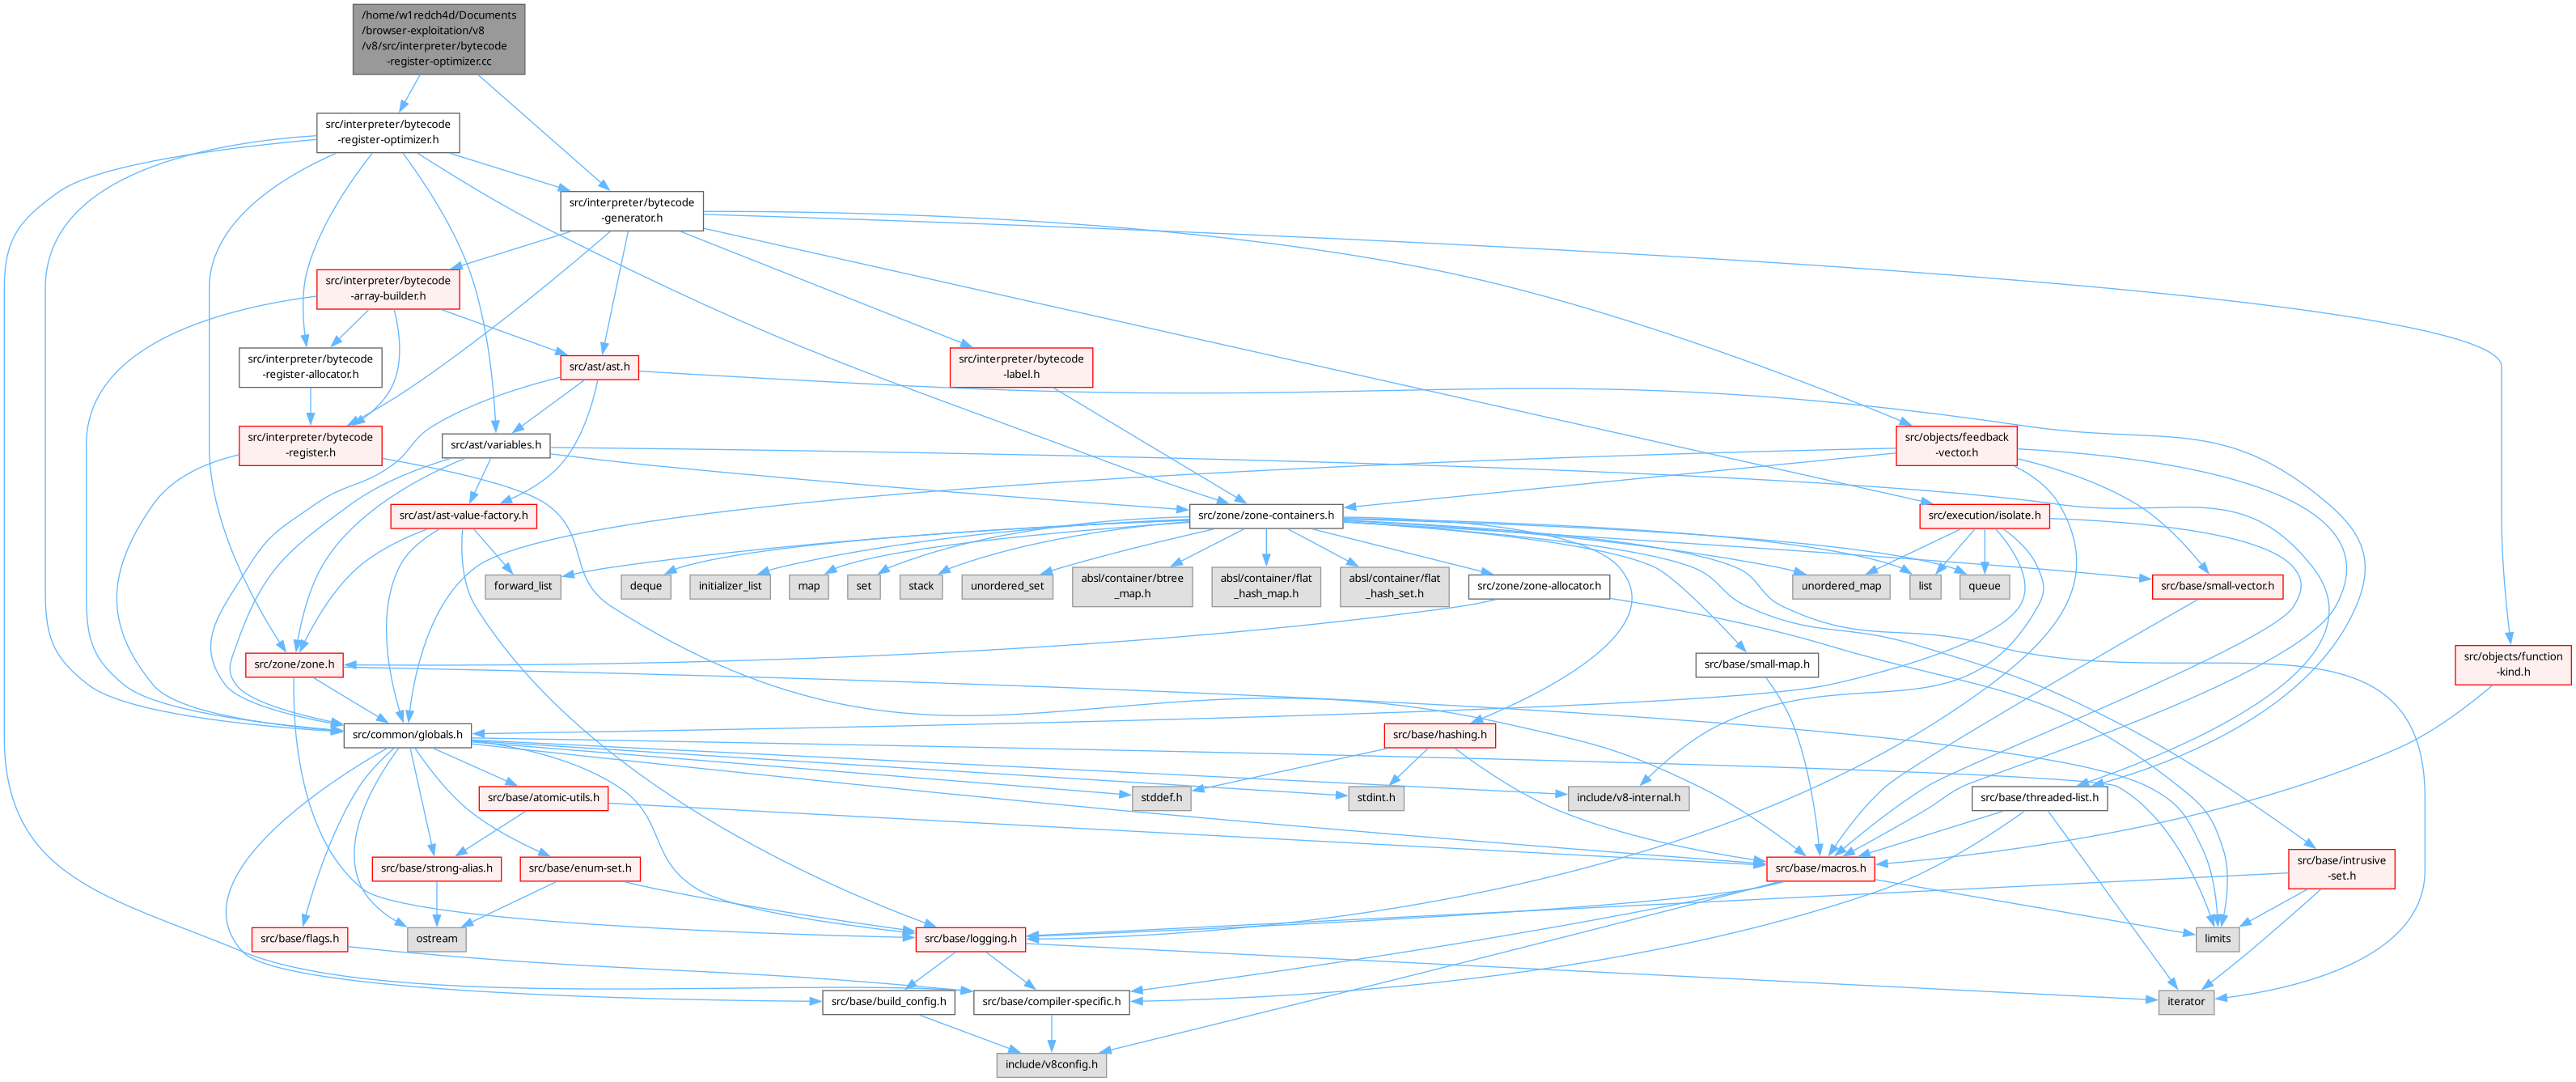 /home/w1redch4d/Documents
/browser-exploitation/v8
/v8/src/interpreter/bytecode
-register-optimizer.cc
src/interpreter/bytecode
-register-optimizer.h
src/interpreter/bytecode
-generator.h
src/interpreter/bytecode
-array-builder.h
src/interpreter/bytecode
-register-allocator.h
src/ast/ast.h
src/interpreter/bytecode
-label.h
src/interpreter/bytecode
-register.h
src/ast/variables.h
src/objects/feedback
-vector.h
src/ast/ast-value-factory.h
src/zone/zone-containers.h
src/execution/isolate.h
forward_list
deque
initializer_list
map
set
stack
unordered_set
absl/container/btree
_map.h
absl/container/flat
_hash_map.h
absl/container/flat
_hash_set.h
src/zone/zone-allocator.h
unordered_map
list
queue
src/base/small-vector.h
src/zone/zone.h
src/base/small-map.h
src/objects/function
-kind.h
src/common/globals.h
src/base/hashing.h
src/base/atomic-utils.h
stddef.h
stdint.h
include/v8-internal.h
src/base/threaded-list.h
src/base/strong-alias.h
src/base/enum-set.h
src/base/macros.h
src/base/intrusive
-set.h
src/base/flags.h
ostream
src/base/logging.h
limits
src/base/build_config.h
src/base/compiler-specific.h
iterator
include/v8config.h